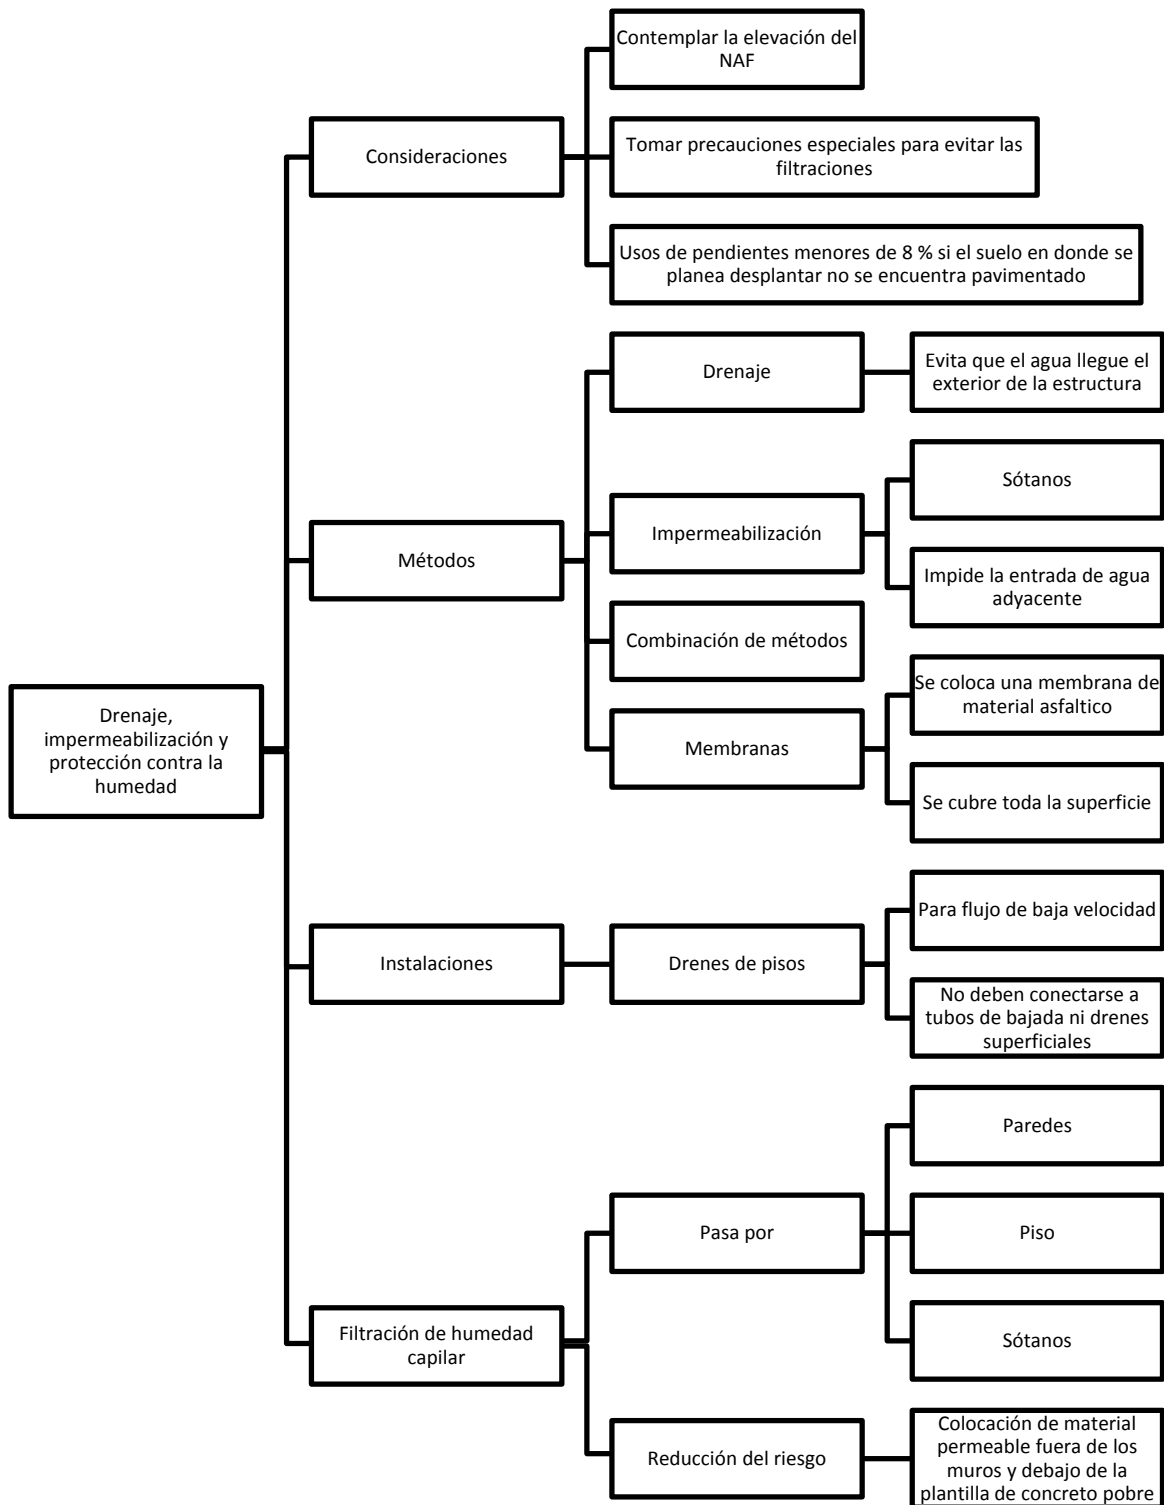 Drenaje,
impermeabilización y
protección contra la
humedad
Consideraciones
Contemplar la elevación del
NAF
Tomar precauciones especiales para evitar las
filtraciones
Usos de pendientes menores de 8 % si el suelo en donde se
planea desplantar no se encuentra pavimentado
Métodos
Drenaje
Evita que el agua llegue el
exterior de la estructura
Impermeabilización
Sótanos
Impide la entrada de agua
adyacente
Combinación de métodos
Membranas
Se coloca una membrana de
material asfaltico
Se cubre toda la superficie
Instalaciones
Drenes de pisos
Para flujo de baja velocidad
No deben conectarse a
tubos de bajada ni drenes
superficiales
Filtración de humedad
capilar
Pasa por
Paredes
Piso
Sótanos
Reducción del riesgo
Colocación de material
permeable fuera de los
muros y debajo de la
plantilla de concreto pobre